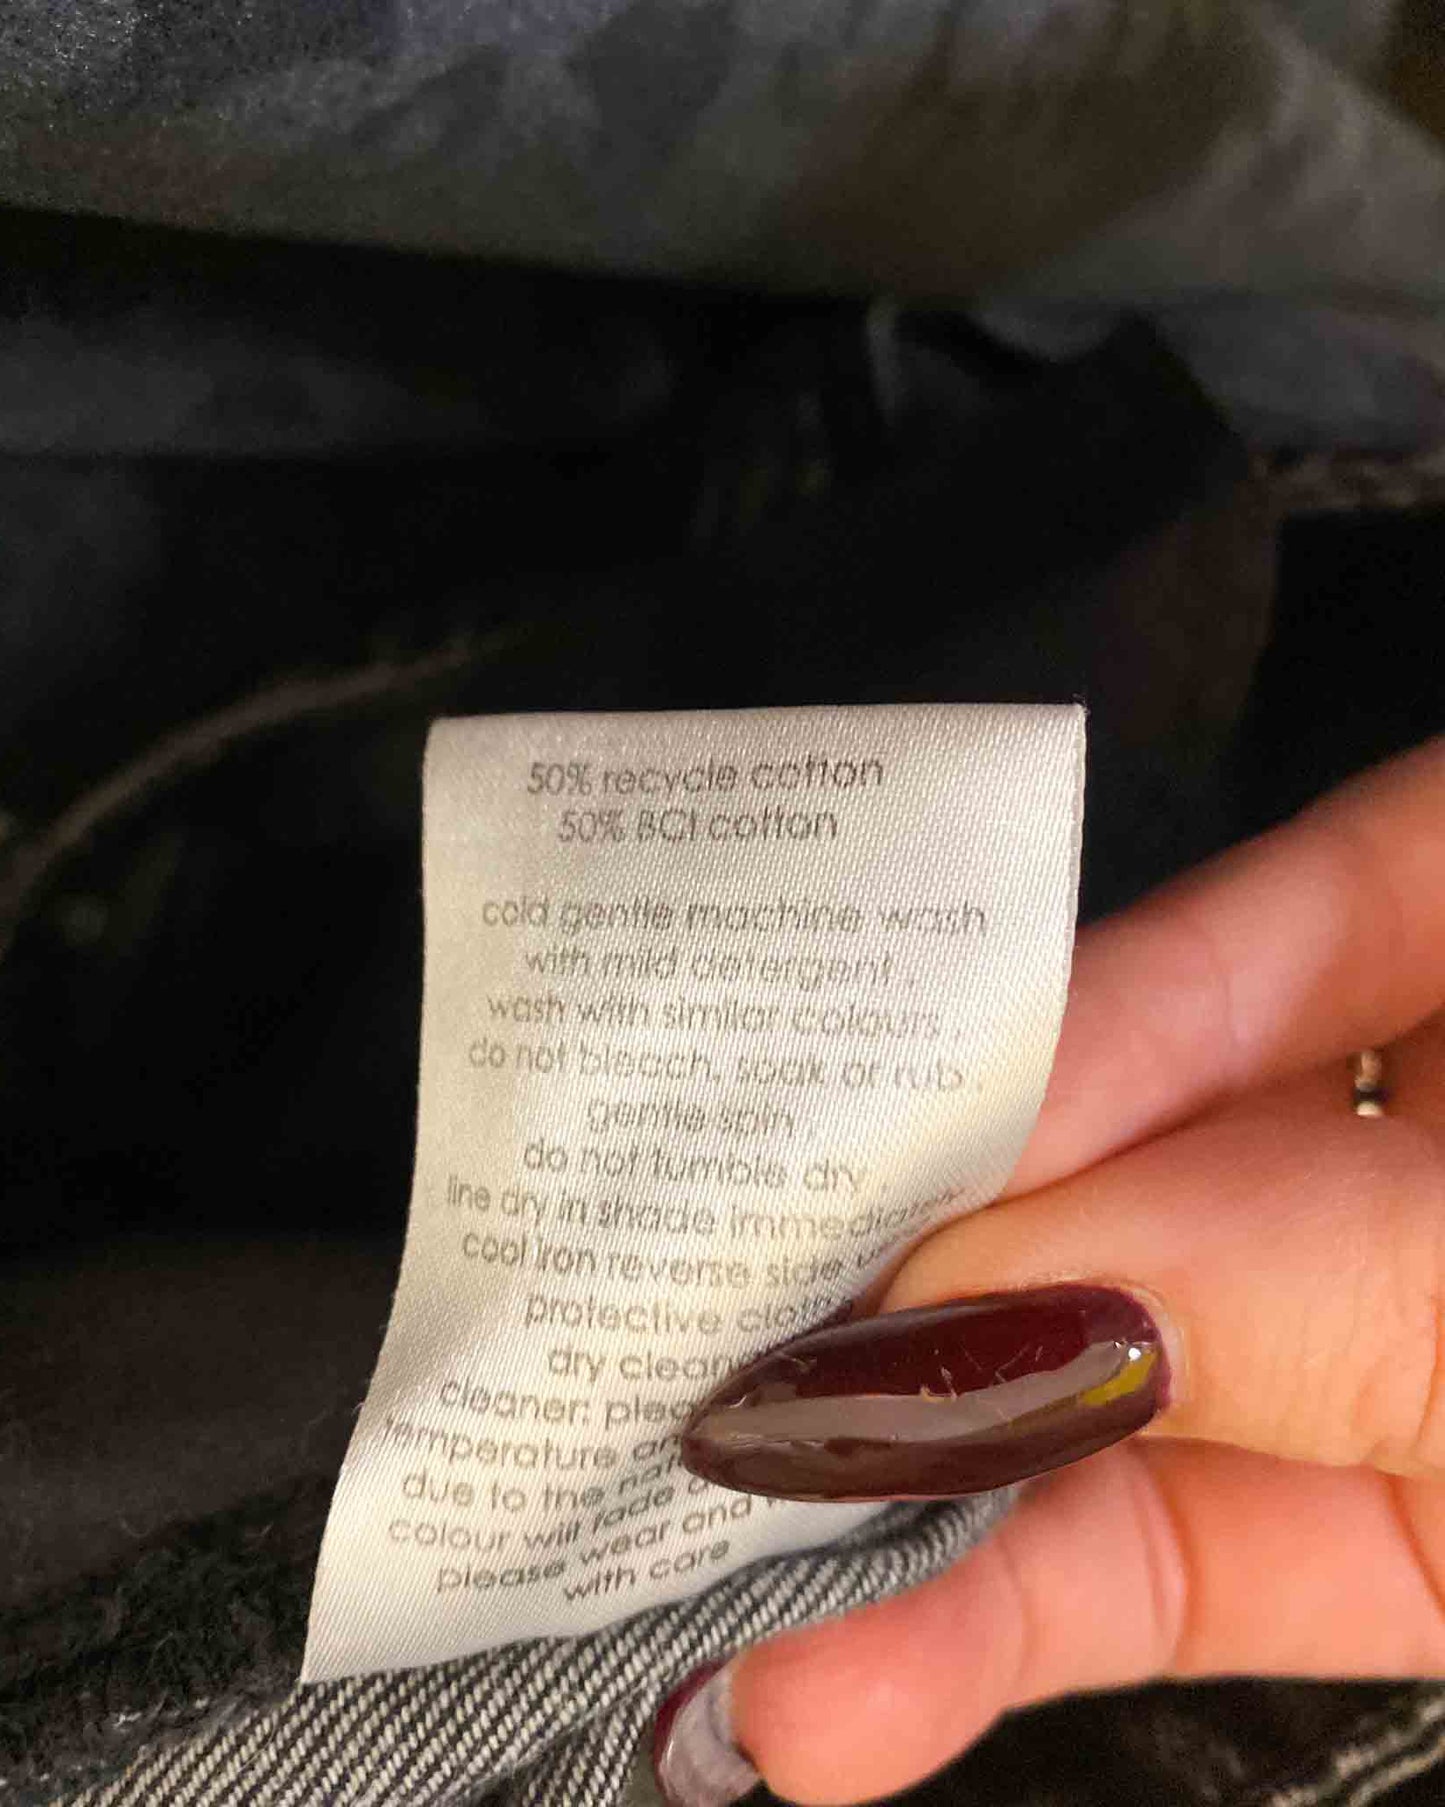 50% recycle cotton
50% BCI cotton
cold gentle machine wash
with mild detergent
wash with similar colours
do not bleach, soak or rub
gentle spin
do not tumble dry
line dry in shade immediately
cool iron reverse side
protective
dry clean
cleaner:
temperature
due to the
colour will fade
please wear and
with care